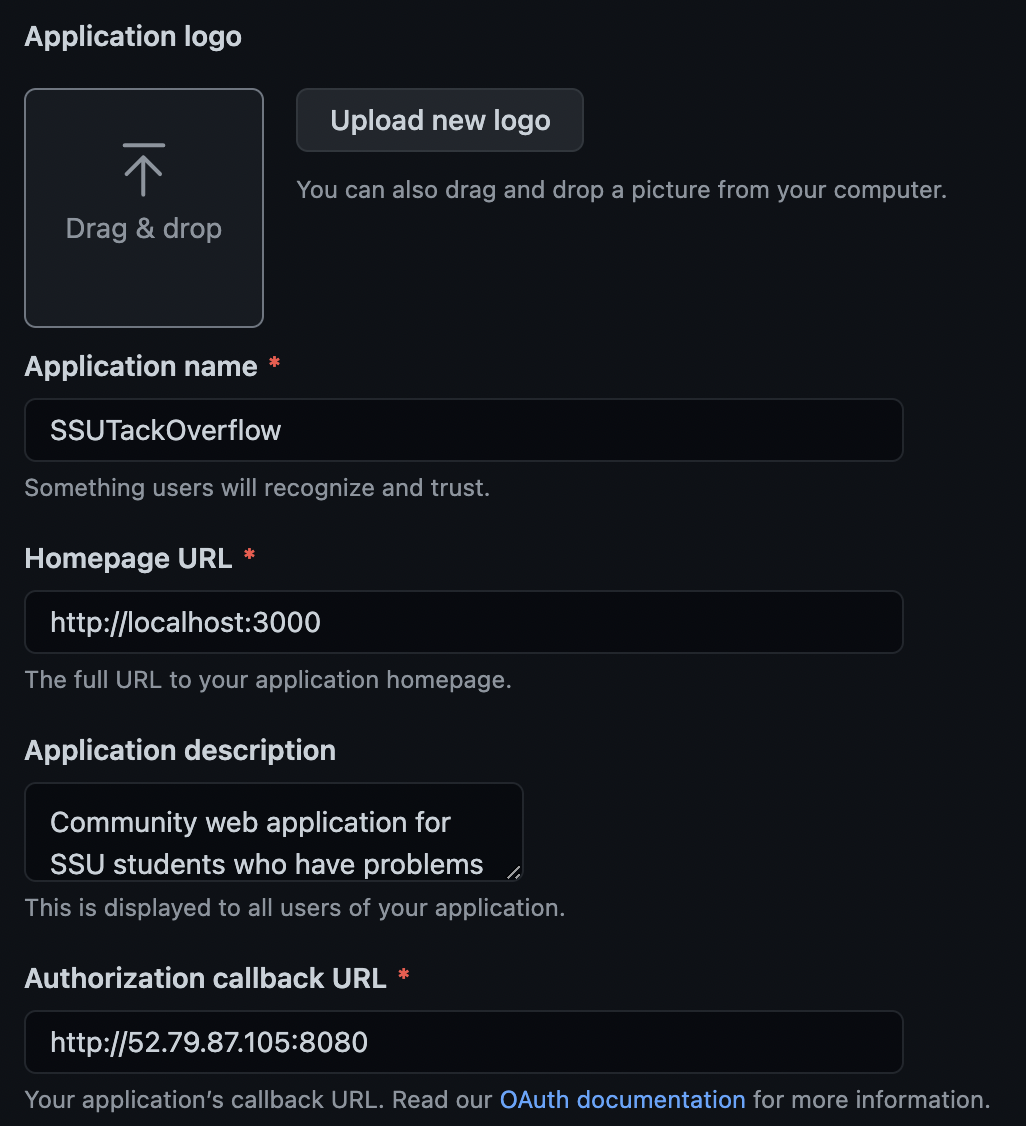 Application logo
Upload new logo
You can also drag and drop a picture from your computer.
Drag & drop
Application name *
SSUTackOverflow
Something users will recognize and trust.
Homepage URL *
http://localhost:3000
The full URL to your application homepage.
Application description
Community web application for
SSU students who have problems
This is displayed to all users of your application.
Authorization callback URL *
http://52.79.87.105:8080
Your application’s callback URL. Read our OAuth documentation for more information.